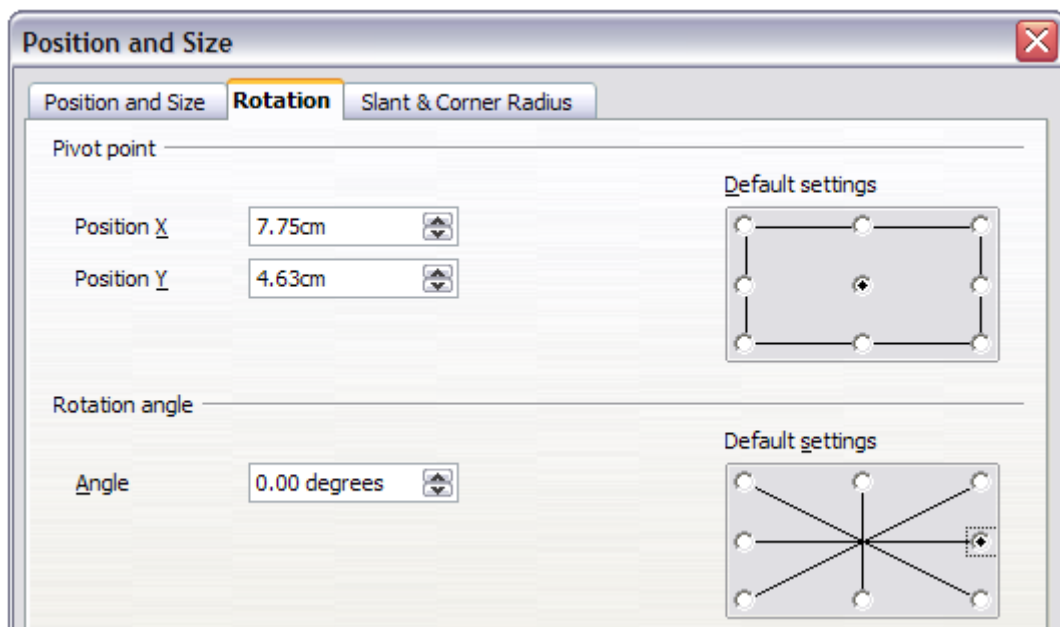 Position and Size
Position and Size Rotation Slant & Corner Radius
Pivot point
Default settings
Position X 7.75cm
Position Y 4.63cm
Rotation angle
Default settings
Angle 0.00 degrees